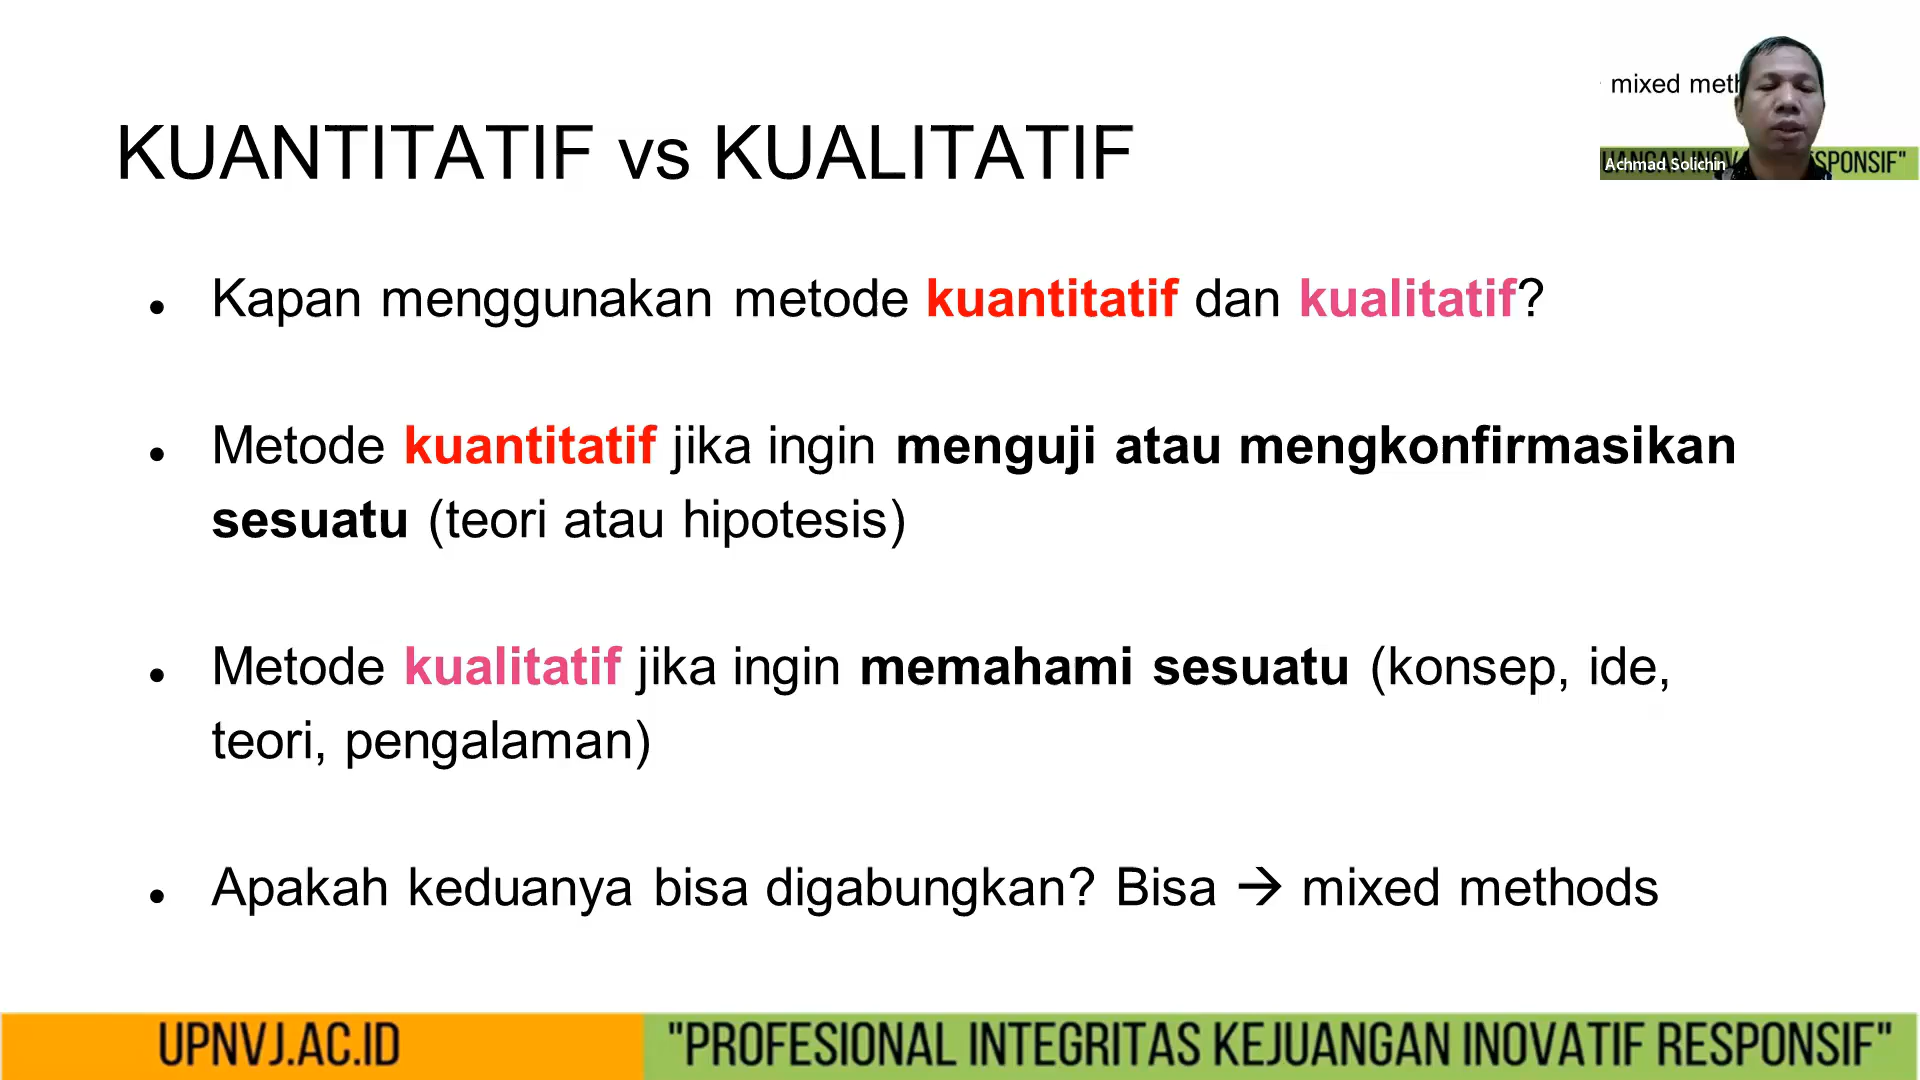 mixed meth
KUANTITATIF vs KUALITATIF
Achmad Solichin
SPONSIF"
• Kapan menggunakan metode kuantitatif dan kualitatif?
• Metode kuantitatif jika ingin menguji atau mengkonfirmasikan
sesuatu (teori atau hipotesis)
• Metode kualitatif jika ingin memahami sesuatu (konsep, ide,
teori, pengalaman)
• Apakah keduanya bisa digabungkan? Bisa → mixed methods
UPNVJ.AC.ID
"PROFESIONAL INTEGRITAS KEJUANGAN INOVATIF RESPONSIF"